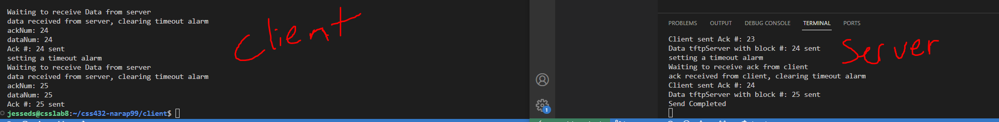 Waiting to receive Data from server
data received from server, clearing timeout alarm
ackNum: 24
dataNum: 24
Ack #: 24 sent
setting a timeout alarm
Waiting to receive Data from server
data received from server, clearing timeout alarm
ackNum: 25
dataNum: 25
Ack #: 25 sent
jesseds@csslab8:~/css432-narap99/client$
Client
1
PROBLEMS OUTPUT DEBUG CONSOLE TERMINAL PORTS
Client sent Ack #: 23
Data tftpServer with block #: 24 sent
setting a timeout alarm
Waiting to receive ack from client
ack received from client, clearing timeout alarm
Client sent Ack #: 24
Data tftpServer with block #: 25 sent
Send Completed
Server